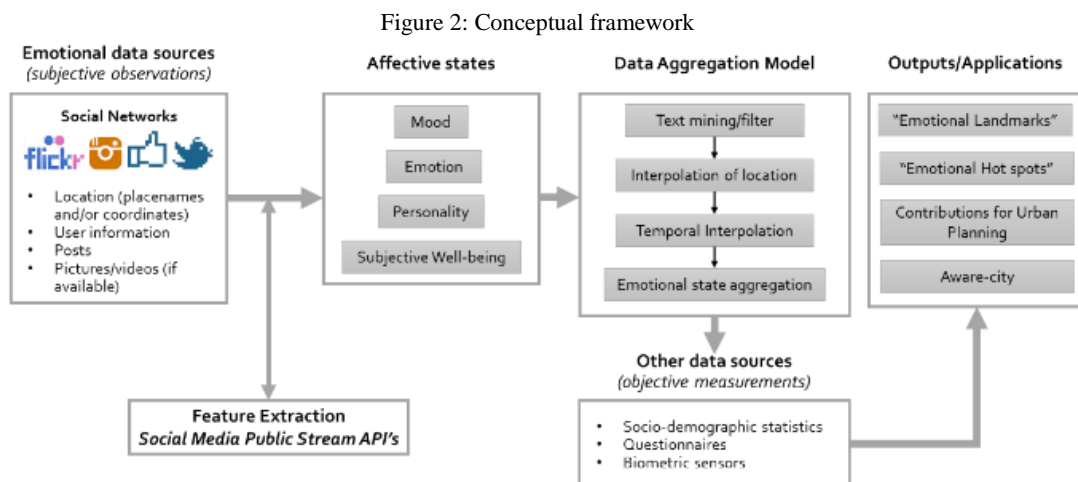 Figure 2: Conceptual framework
Emotional data sources
(subjective observations)
Social Networks
flickr
• Location (placenames
and/or coordinates)
• User information
• Posts
• Pictures/videos (if
available)
Feature Extraction
Social Media Public Stream API's
Affective states
Mood
Emotion
Personality
Subjective Well-being
Data Aggregation Model
Text mining/filter
Interpolation of location
Temporal Interpolation
Emotional state aggregation
Other data sources
(objective measurements)
• Socio-demographic statistics
• Questionnaires
• Biometric sensors
Outputs/Applications
"Emotional Landmarks"
"Emotional Hot spots"
Contributions for Urban
Planning
Aware-city